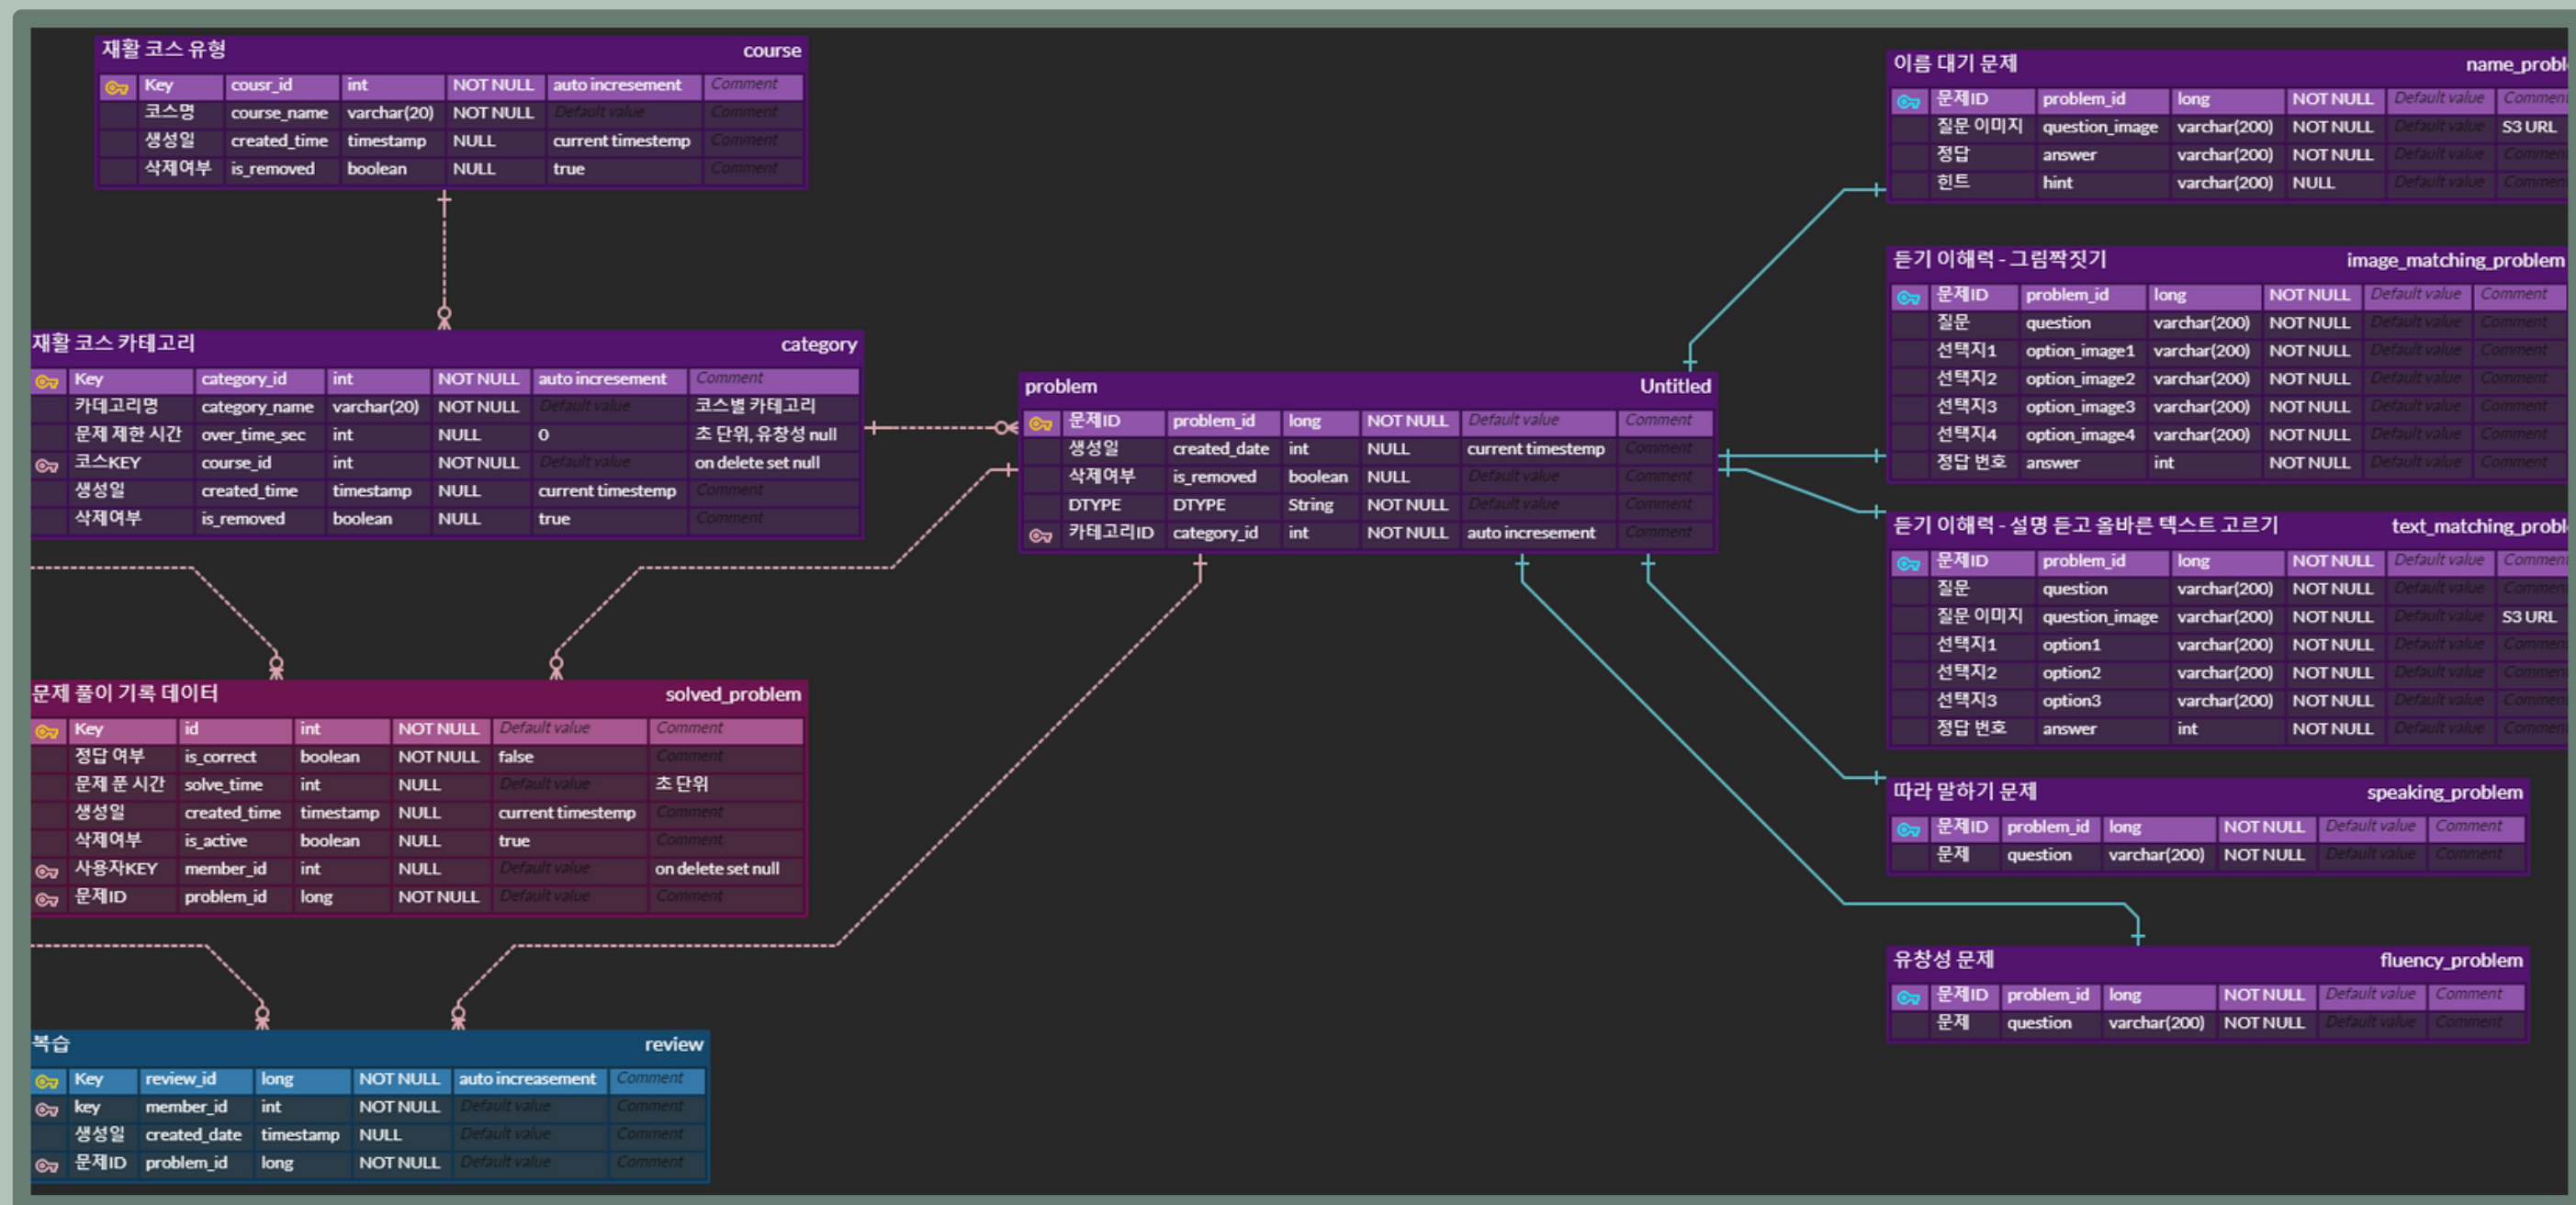 재활 코스 유형 course
Key cousr_id int NOT NULL auto incresement Comment
코스명 course_name varchar(20) NOT NULL Default value Comment
생성일 created_time timestamp NULL current timestemp Comment
삭제여부 is_removed boolean NULL true Comment
재활 코스 카테고리 category
Key category_id int NOT NULL auto incresement Comment
카데고리명 category_name varchar(20) NOT NULL Default value 코스별 카테고리
문제 제한 시간 over_time_sec int NULL 0 초 단위, 유창성 null
코스KEY course_id int NOT NULL Default value on delete set null
생성일 created_time timestamp NULL current timestemp Comment
삭제여부 is_removed boolean NULL true Comment
문제 풀이 기록 데이터 solved_problem
Key id int NOT NULL Default value Comment
정답 여부 is_correct boolean NOT NULL false Comment
문제 푼 시간 solve_time int NULL Default value 초 단위
생성일 created_time timestamp NULL current timestemp Comment
삭제여부 is_active boolean NULL true Comment
사용자KEY member_id int NULL Default value on delete set null
문제ID problem_id long NOT NULL Default value Comment
복습 review
Key review_id long NOT NULL auto increasement Comment
key member_id int NOT NULL Default value Comment
생성일 created_date timestamp NULL Default value Comment
문제ID problem_id long NOT NULL Default value Comment
problem Untitled
문제ID problem_id long NOT NULL Default value Comment
생성일 created_date int NULL current timestemp Comment
삭제여부 is_removed boolean NULL Default value Comment
DTYPE DTYPE String NOT NULL Default value Comment
카테고리ID category_id int NOT NULL auto incresement Comment
이름 대기 문제 name_probl
문제ID problem_id long NOT NULL Default value Commen
질문 이미지 question_image varchar(200) NOT NULL Default value S3 URL
정답 answer varchar(200) NOT NULL Default value Commen
힌트 hint varchar(200) NULL Default value Commen
듣기 이해력 - 그림짝짓기 image_matching_problem
문제ID problem_id long NOT NULL Default value Comment
질문 question varchar(200) NOT NULL Default value Comment
선택지1 option_image1 varchar(200) NOT NULL Default value Comment
선택지2 option_image2 varchar(200) NOT NULL Default value Comment
선택지3 option_image3 varchar(200) NOT NULL Default value Comment
선택지4 option_image4 varchar(200) NOT NULL Default value Comment
정답 번호 answer int NOT NULL Default value Comment
듣기 이해력 - 설명 듣고 올바른 텍스트 고르기 text_matching_probl
문제ID problem_id long NOT NULL Default value Commen
질문 question varchar(200) NOT NULL Default value Commen
질문 이미지 question_image varchar(200) NOT NULL Default value S3 URL
선택지1 option1 varchar(200) NOT NULL Default value Commen
선택지2 option2 varchar(200) NOT NULL Default value Commen
선택지3 option3 varchar(200) NOT NULL Default value Commen
정답 번호 answer int NOT NULL Default value Commen
따라 말하기 문제 speaking_problem
문제ID problem_id long NOT NULL Default value Comment
문제 question varchar(200) NOT NULL Default value Comment
유창성 문제 fluency_problem
문제ID problem_id long NOT NULL Default value Comment
문제 question varchar(200) NOT NULL Default value Comment